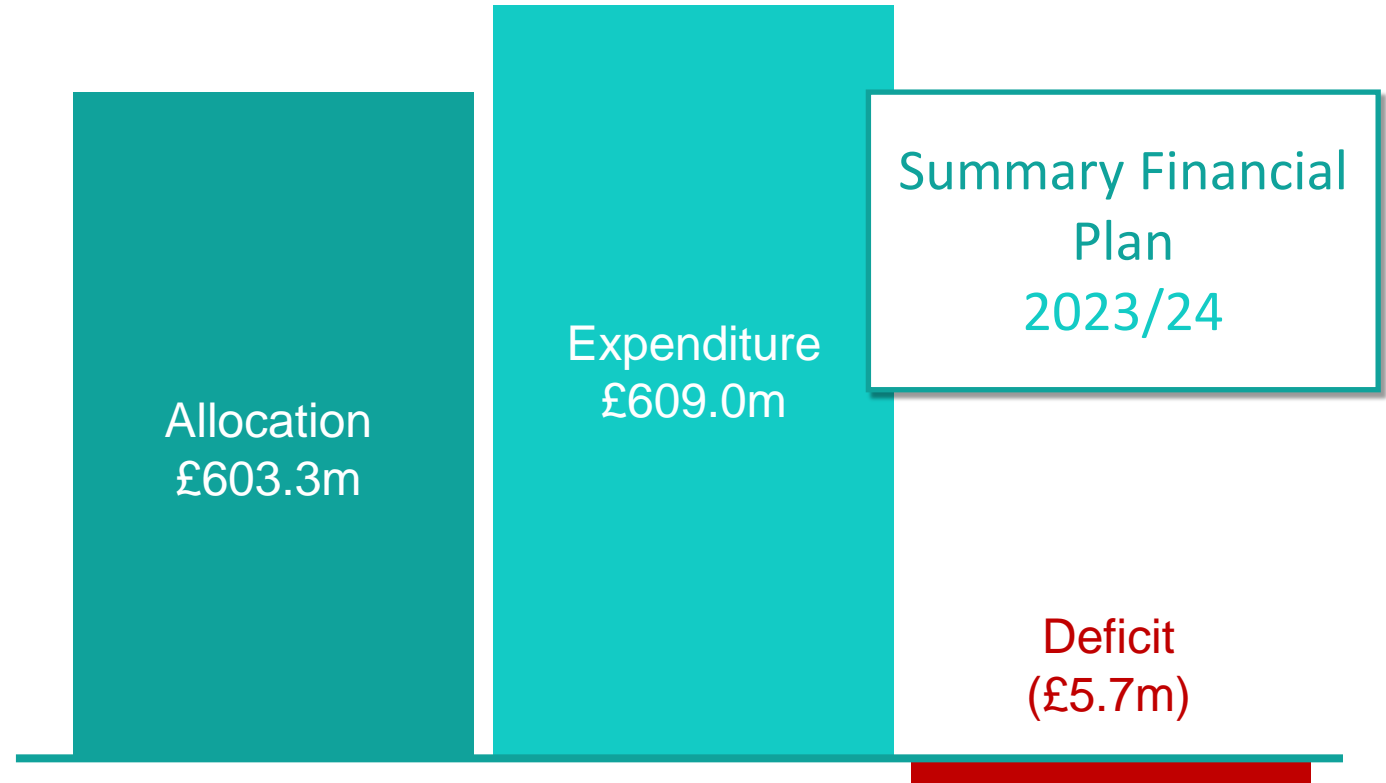 Summary Financial
Plan
2023/24
Expenditure
£609.0m
Allocation
£603.3m
Deficit
(£5.7m)